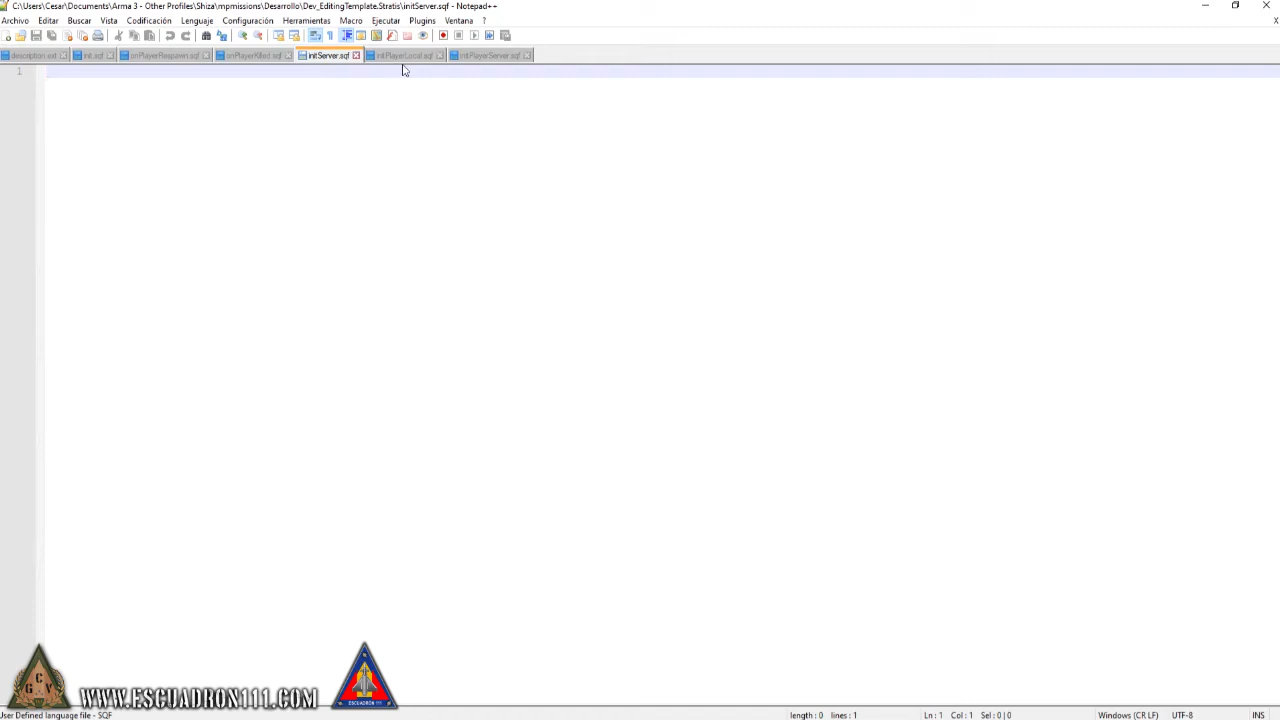 C:\Users\Cesar\Documents\Arma 3 - Other Profiles\Shiza\mpmissions\Desarrollo\Dev_EditingTemplate.Stratis\initServer.sqf - Notepad++
Archivo Editar Buscar Vista Codificación Lenguaje Configuración Herramientas Macro Ejecutar Plugins Ventana ?
X
description.ext init.sqf onPlayerRespawn.sqf onPlayerKilled.sqf initServer.sqf initPlayerLocal.sqf initPlayerServer.sqf
1
GCV
WWW.ESCUADRON111.COM
ESCUADRON 111
User Defined language file - SQF length : 0 lines : 1 Ln : 1 Col : 1 Sel : 0 | 0 Windows (CR LF) UTF-8 INS